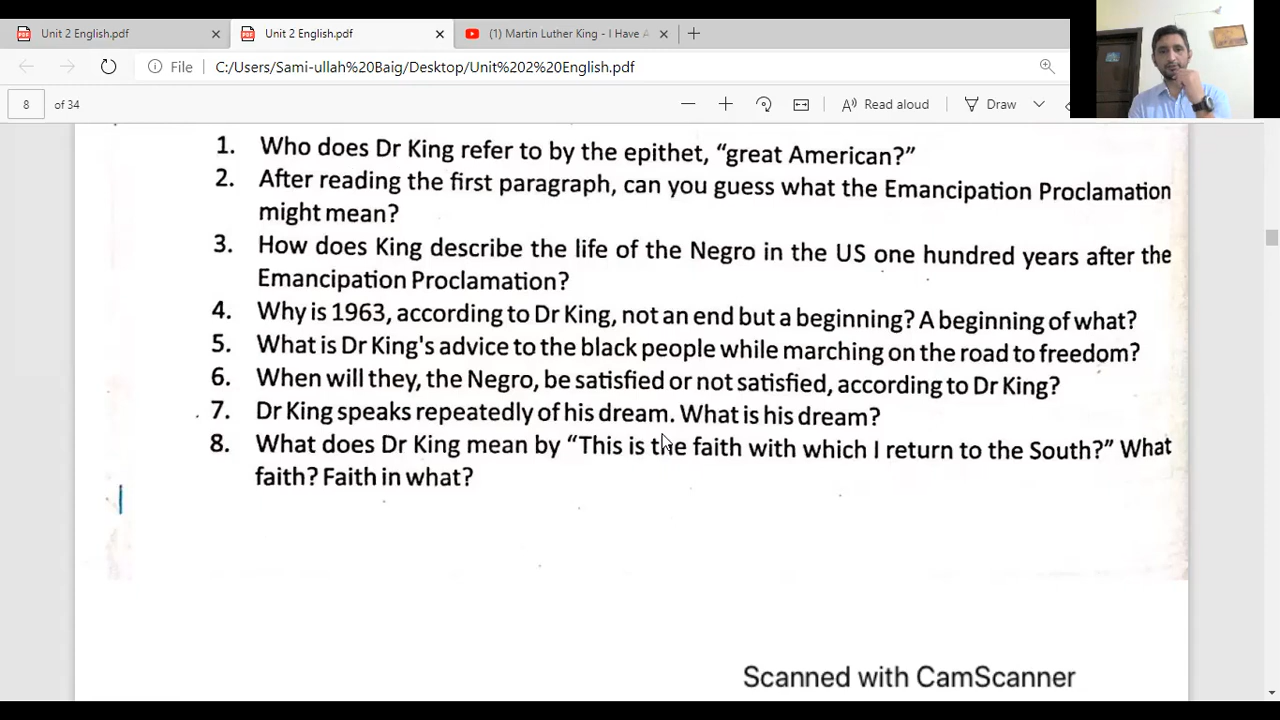 Unit 2 English.pdf
Unit 2 English.pdf
(1) Martin Luther King - I Have A
File
C:/Users/Sami-ullah%20Baig/Desktop/Unit%202%20English.pdf
8 of 34
Read aloud
Draw
1. Who does Dr King refer to by the epithet, “great American?”
2. After reading the first paragraph, can you guess what the Emancipation Proclamation
might mean?
3. How does King describe the life of the Negro in the US one hundred years after the
Emancipation Proclamation?
4. Why is 1963, according to Dr King, not an end but a beginning? A beginning of what?
5. What is Dr King's advice to the black people while marching on the road to freedom?
6. When will they, the Negro, be satisfied or not satisfied, according to Dr King?
7. Dr King speaks repeatedly of his dream. What is his dream?
8. What does Dr King mean by “This is the faith with which I return to the South?” What
faith? Faith in what?
Scanned with CamScanner